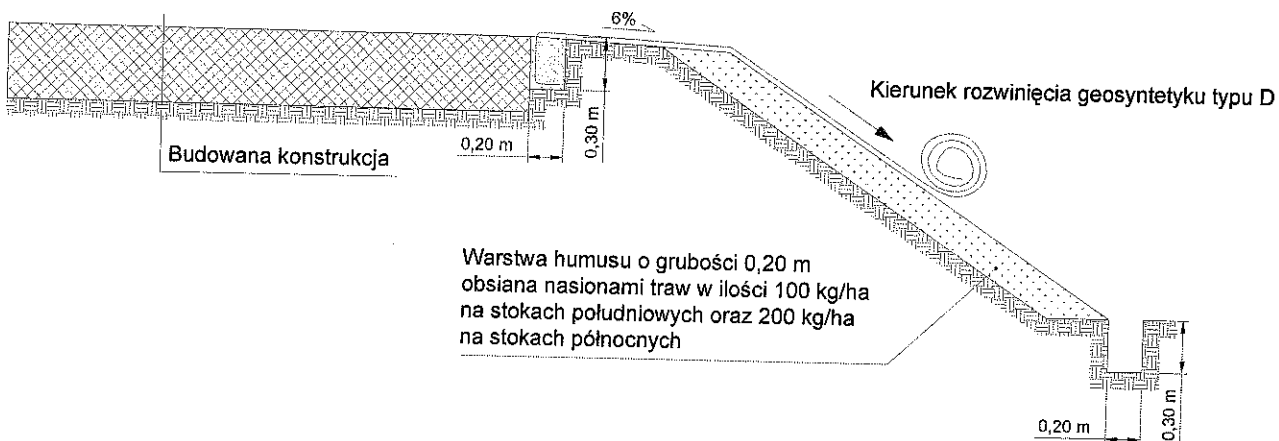 6%
Kierunek rozwinięcia geosyntetyku typu D
Budowana konstrukcja
0,20 m
0,30 m
Warstwa humusu o grubości 0,20 m
obsiana nasionami traw w ilości 100 kg/ha
na stokach południowych oraz 200 kg/ha
na stokach północnych
0,20 m
0,30 m